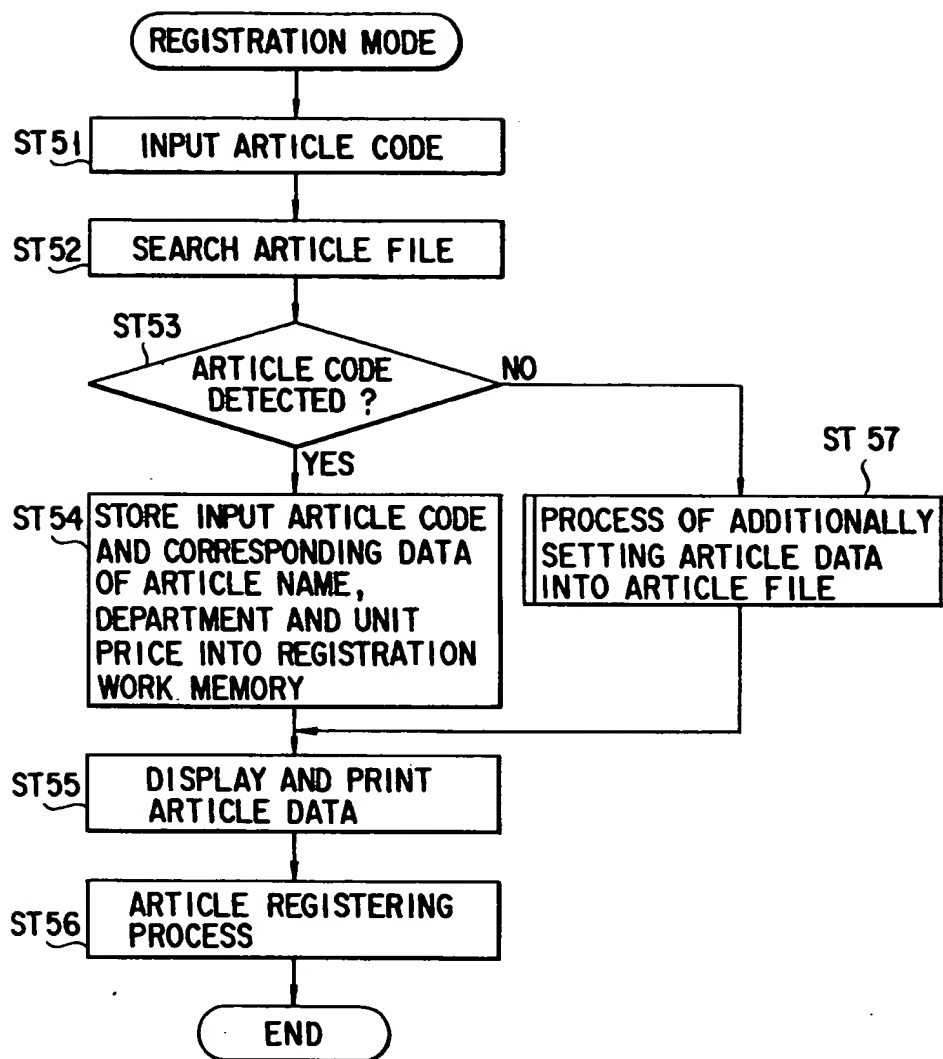 REGISTRATION MODE
ST51
INPUT ARTICLE CODE
ST52
SEARCH ARTICLE FILE
ST53
ARTICLE CODE
DETECTED ?
NO
YES
ST54
STORE INPUT ARTICLE CODE
AND CORRESPONDING DATA
OF ARTICLE NAME,
DEPARTMENT AND UNIT
PRICE INTO REGISTRATION
WORK MEMORY
ST 57
PROCESS OF ADDITIONALLY
SETTING ARTICLE DATA
INTO ARTICLE FILE
ST55
DISPLAY AND PRINT
ARTICLE DATA
ST56
ARTICLE REGISTERING
PROCESS
END